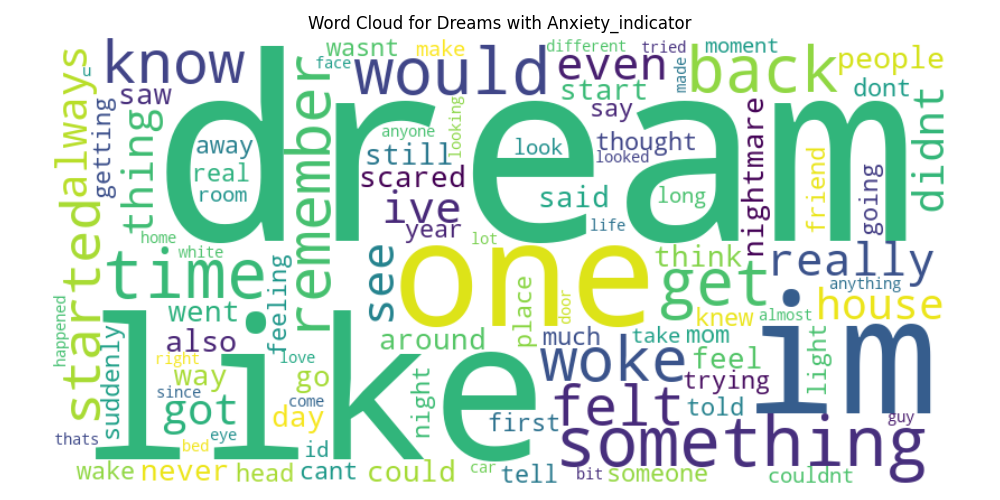 Word Cloud for Dreams with Anxiety_indicator
know
wasnt
make
different
tried
moment
face
would
even
back
people
u
saw
start
made
dont
always
getting
thing
remember
dream
say
didnt
away
anyone
looking
look
thought
looked
nightmare
friend
going
real
still
scared
room
ive
said
long
year
life
home
white
time
feeling
see
one
lot
think
get
really
anything
started
happened
went
place
door
house
knew
almost
suddenly
also
around
much
take
mom
light
im
right
love
way
go
like
woke
feel
trying
since
come
got
day
night
first
felt
told
guy
thats
bed
eye
id
something
wake
never
head
cant
could
car
tell
bit
someone
couldnt